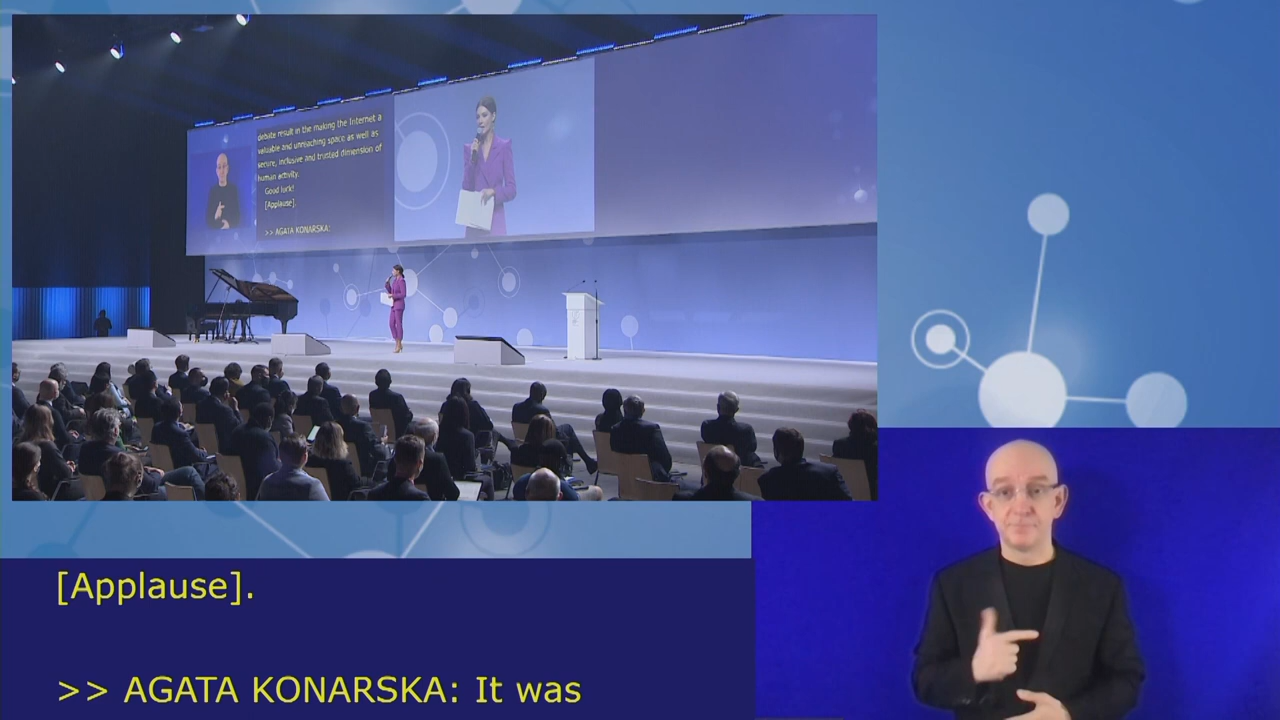 debate result in the making the Internet a
valuable and unreaching space as well as
secure, inclusive and trusted dimension of
human activity.
Good luck!
[Applause].
>> AGATA KONARSKA:
[Applause].
>> AGATA KONARSKA: It was